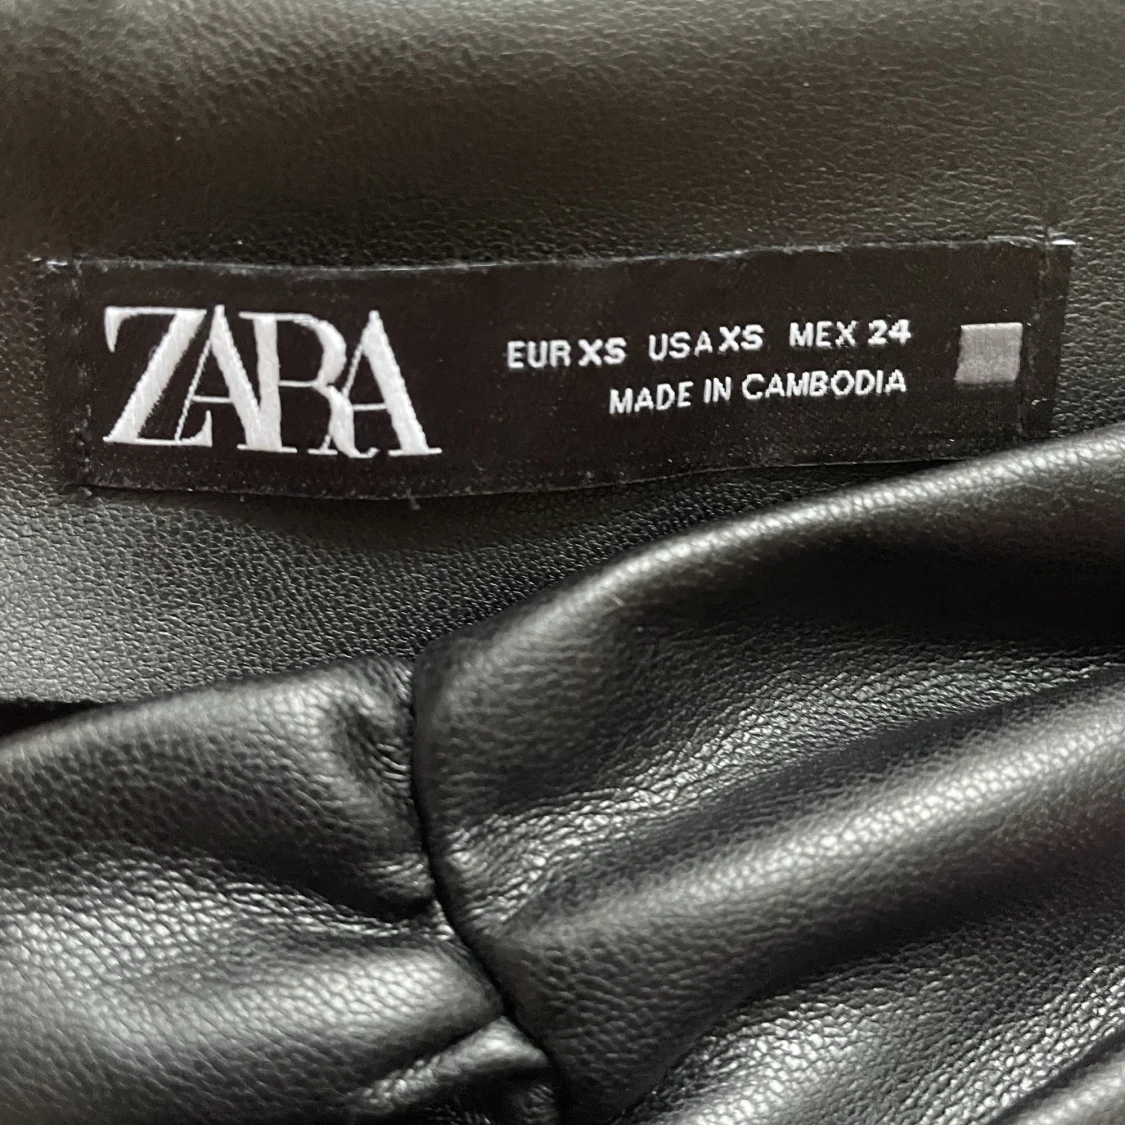 ZARA
EUR XS USA XS MEX 24
MADE IN CAMBODIA